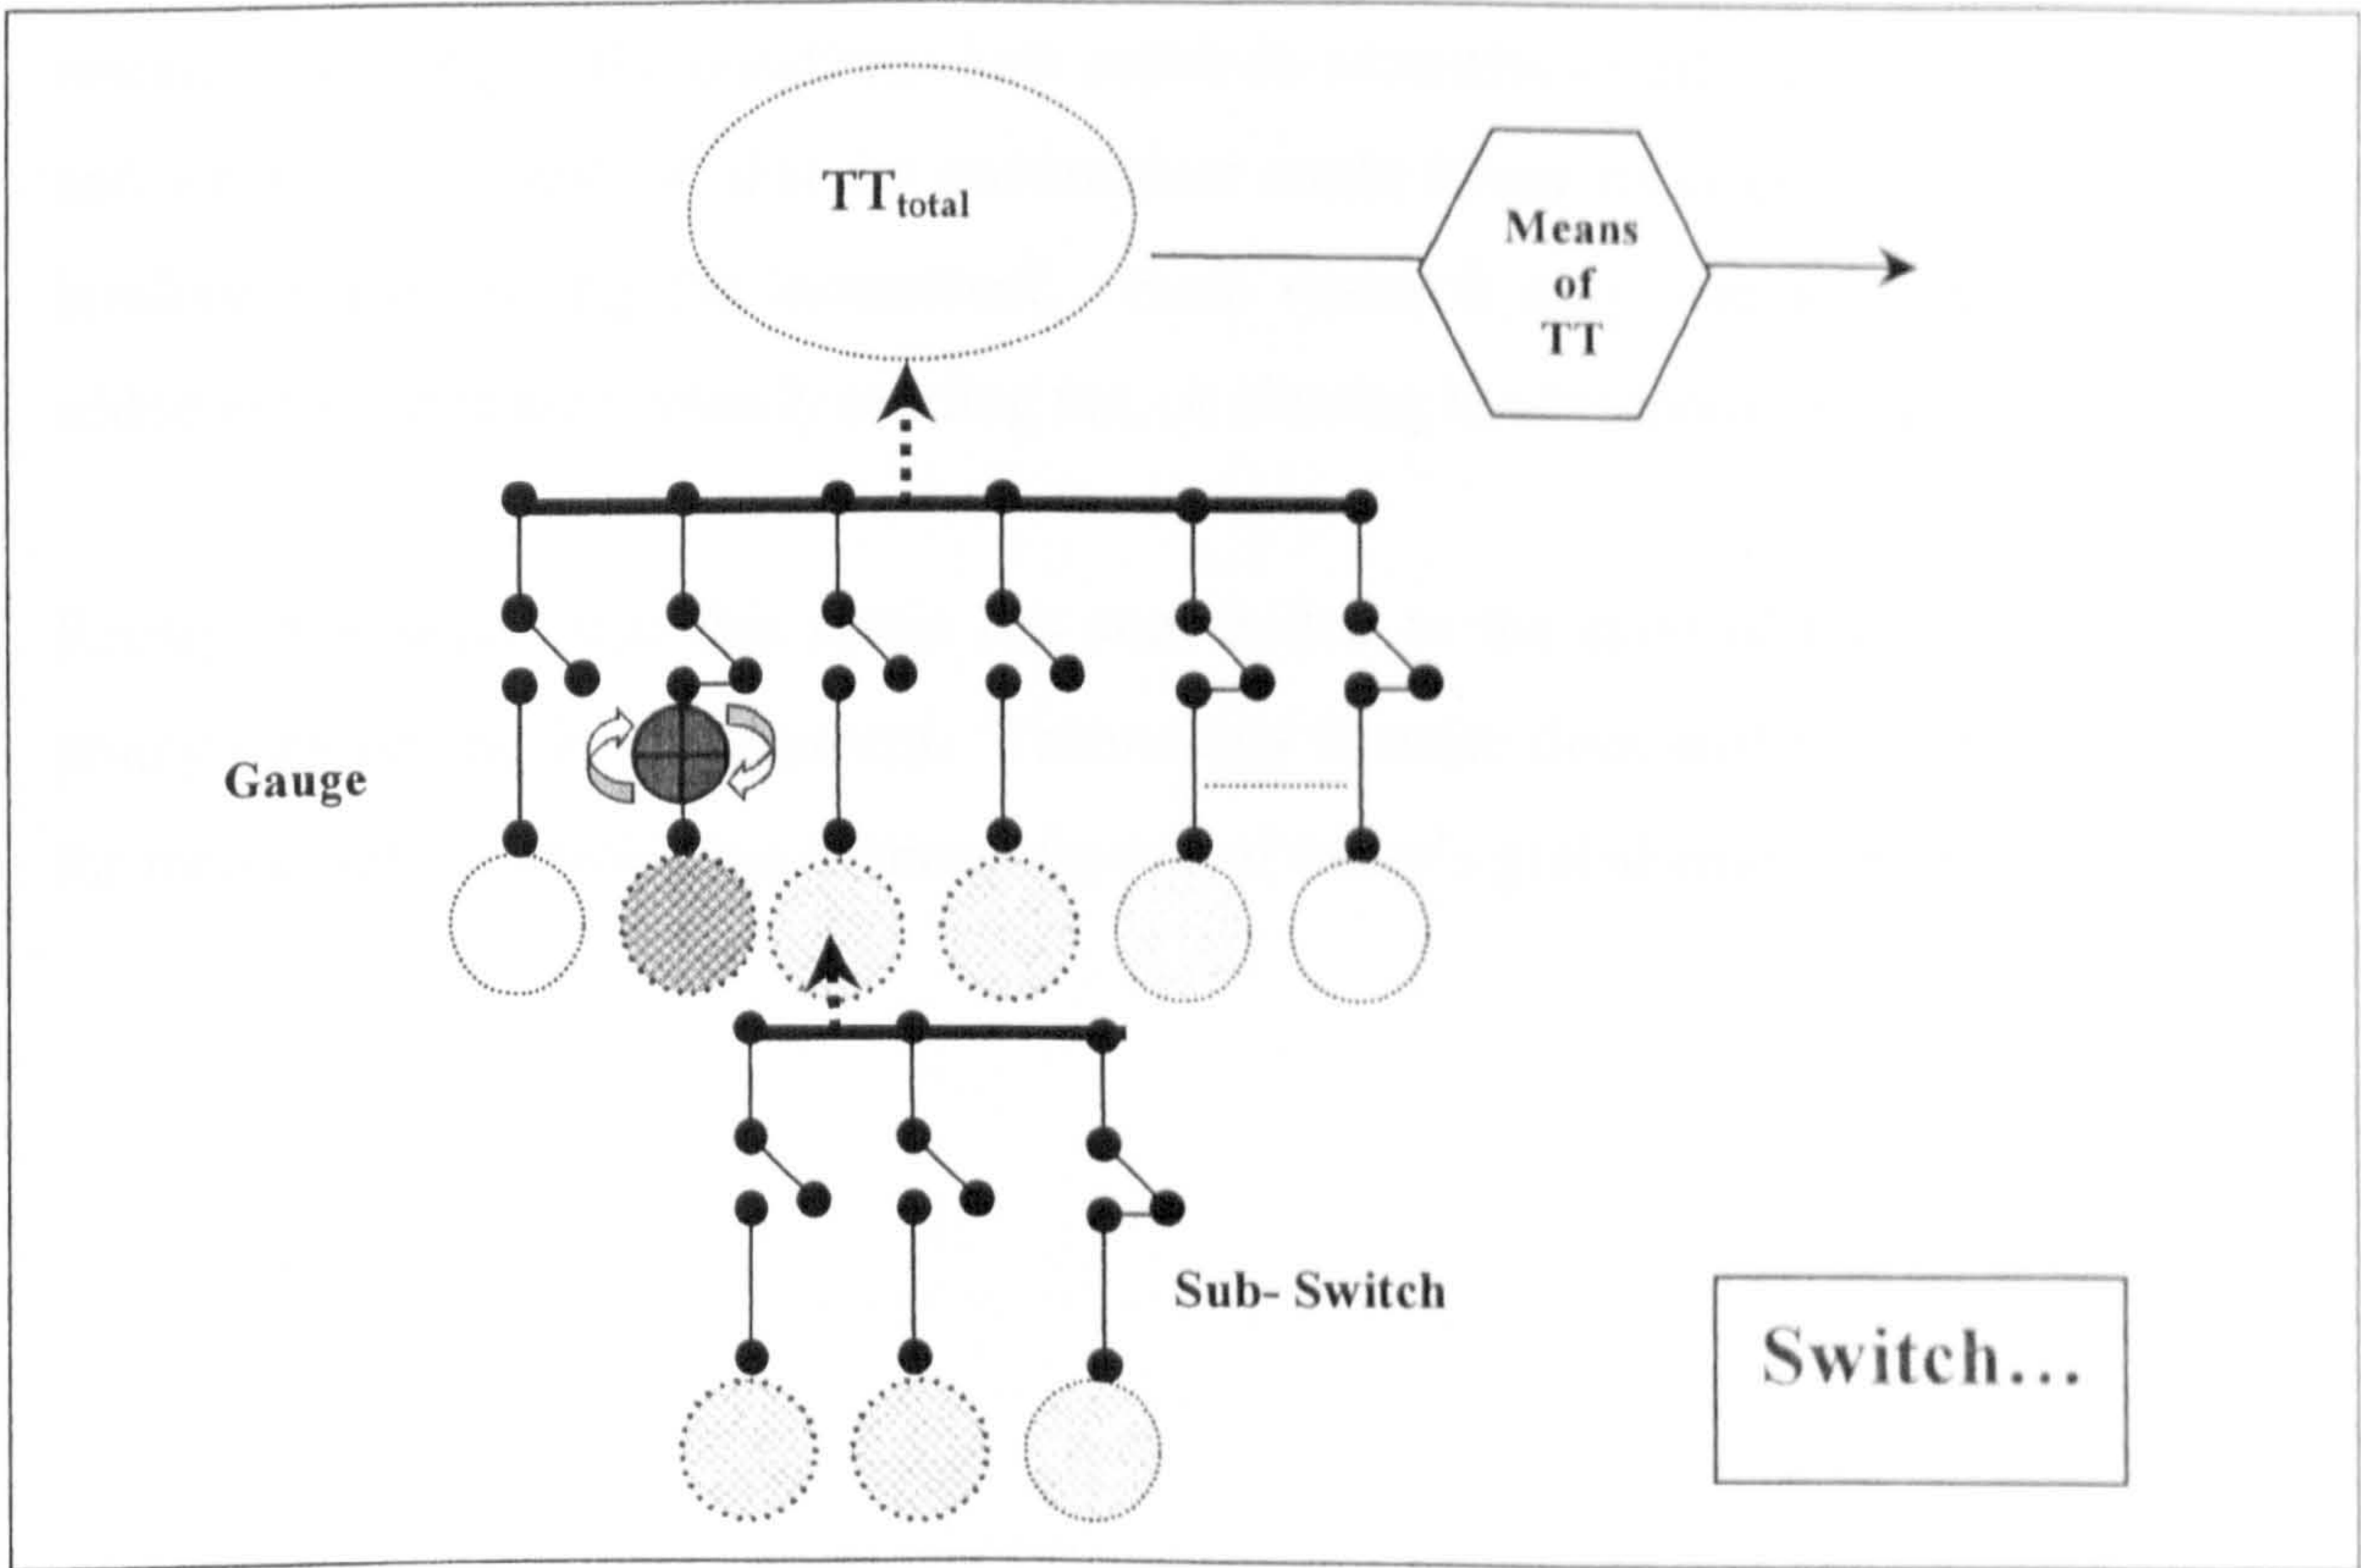 TTtotal
Means
of
TT
Gauge
Sub- Switch
Switch...